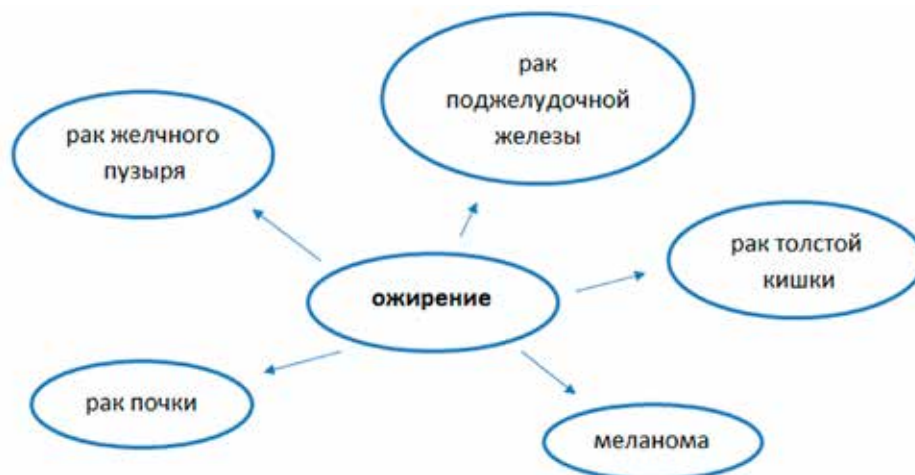 рак
поджелудочной
железы
рак желчного
пузыря
рак толстой
кишки
ожирение
рак почки
меланома